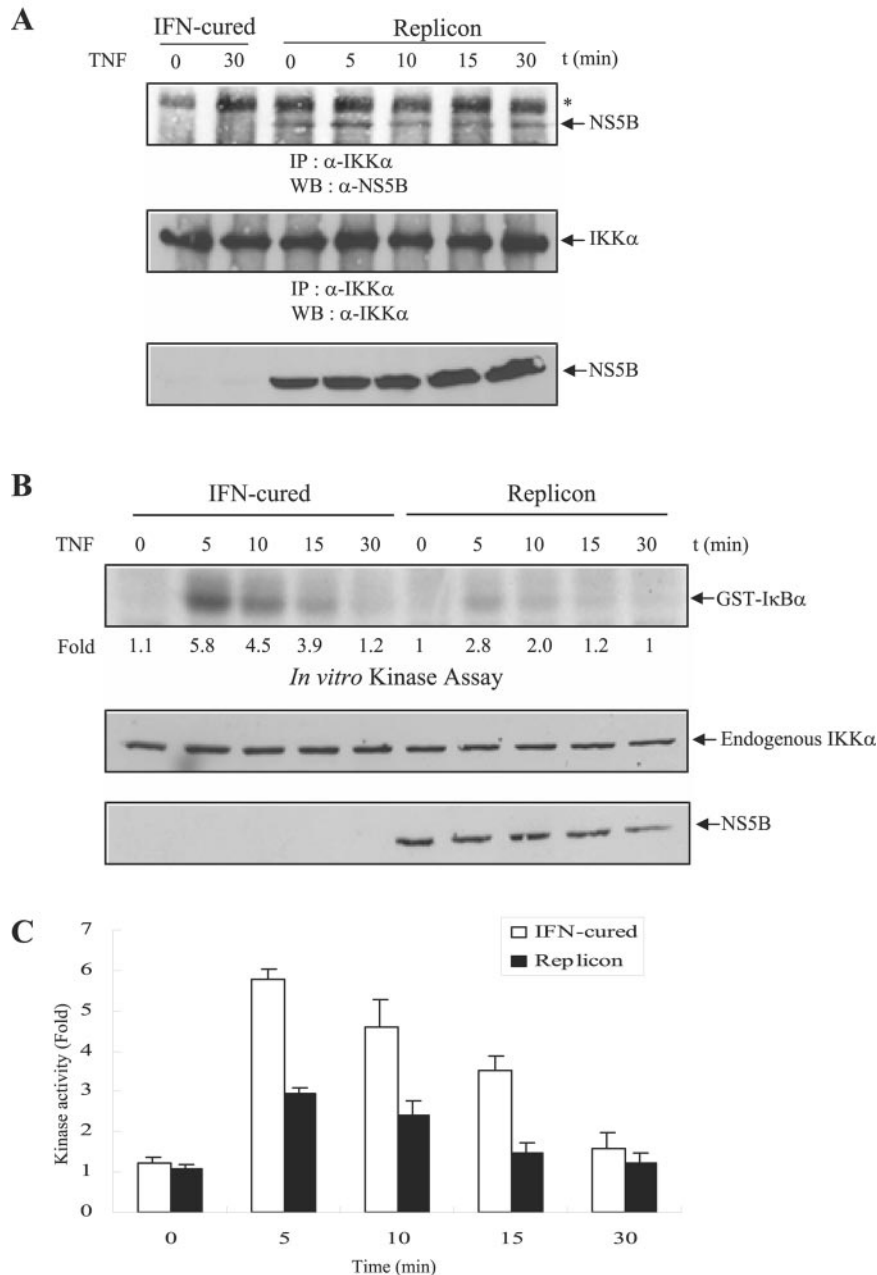 A
IFN-cured Replicon
TNF 0 30 0 5 10 15 30 t (min)
*
NS5B
IP : α-IKKα
WB : α-NS5B
IKKα
IP : α-IKKα
WB : α-IKKα
NS5B
B
IFN-cured Replicon
TNF 0 5 10 15 30 0 5 10 15 30 t (min)
GST-IκBα
Fold 1.1 5.8 4.5 3.9 1.2 1 2.8 2.0 1.2 1
In vitro Kinase Assay
Endogenous IKKα
NS5B
C
Kinase activity (Fold)
7
6
5
4
3
2
1
0
IFN-cured
Replicon
0 5 10 15 30
Time (min)